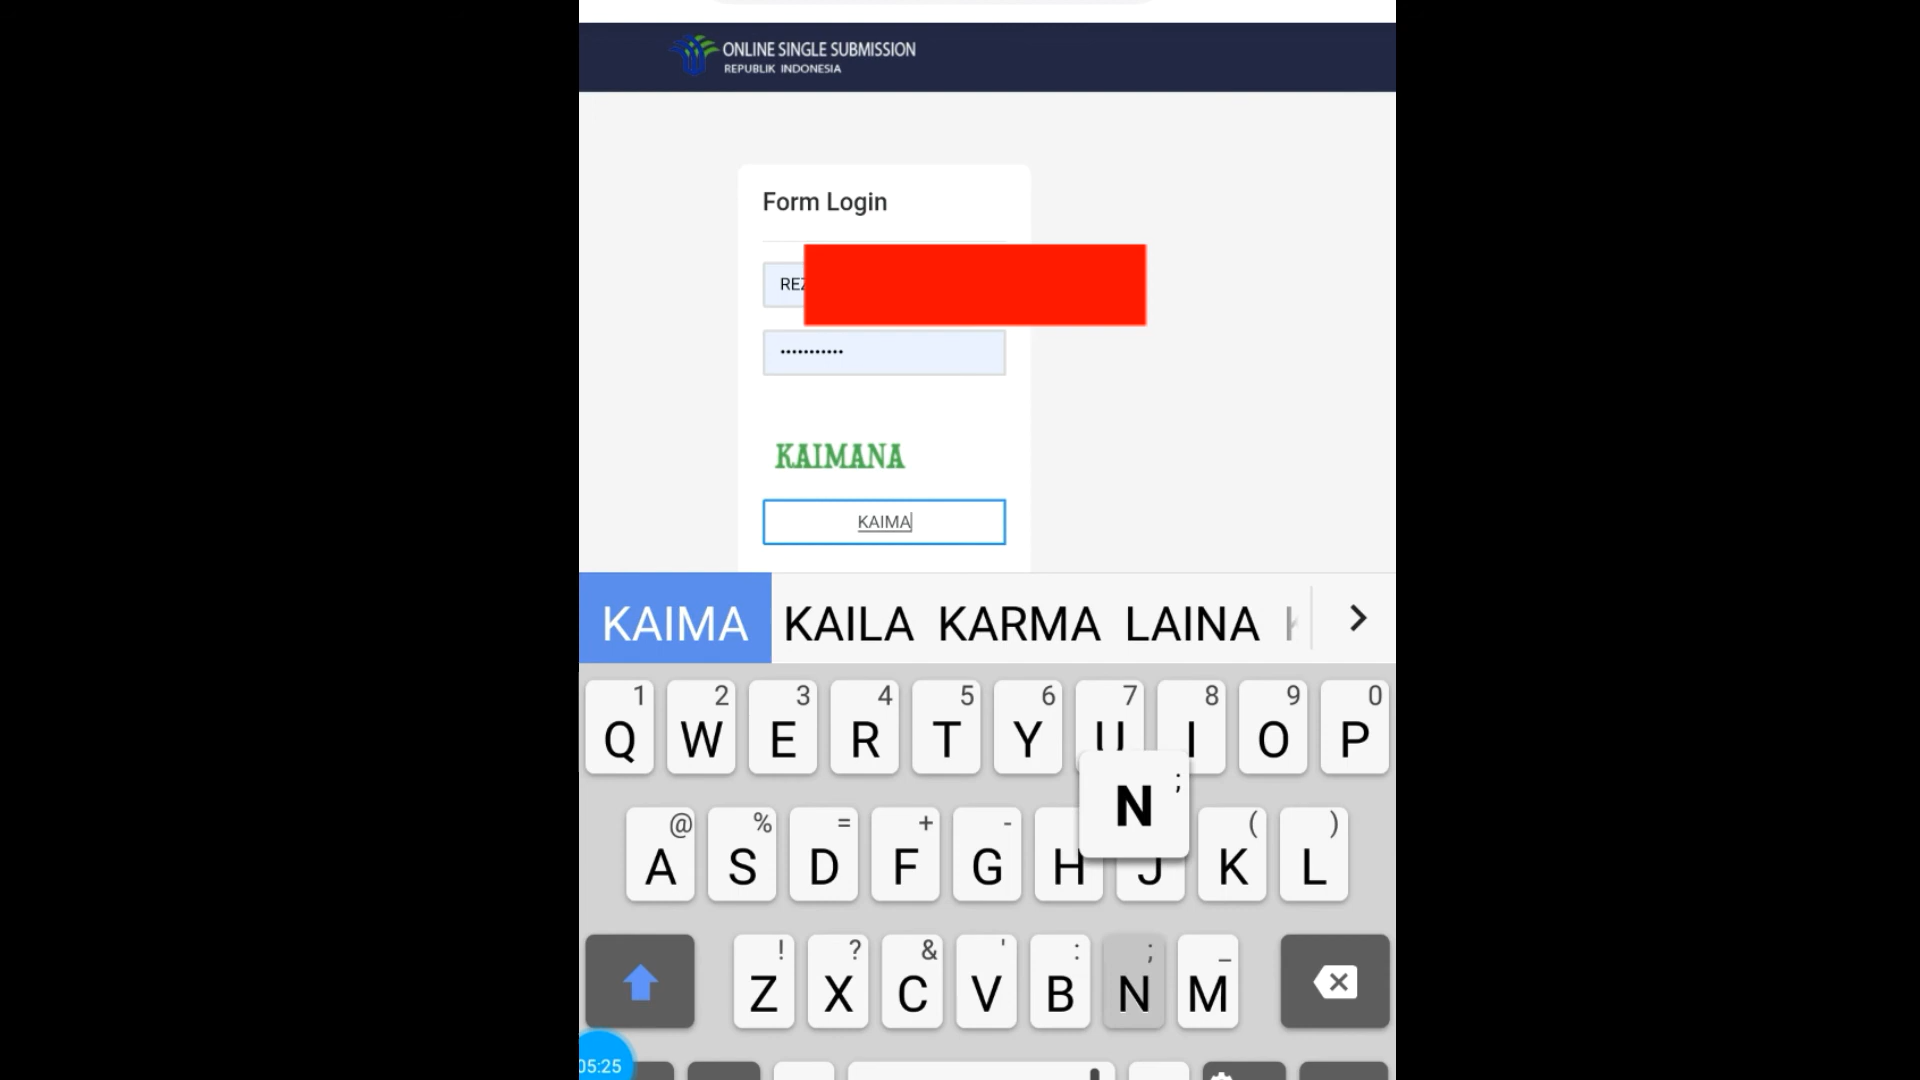 ONLINE SINGLE SUBMISSION
REPUBLIK INDONESIA
Form Login
•••••••••••
KAIMANA
KAIMA
KAIMA KAILA KARMA LAINA
1 2 3 4 5 6 7 8 9 0
Q W E R T Y U I O P
N ;
@ % = + - ( )
A S D F G H J K L
! ? & ' : ; _
Z X C V B N M
05:25